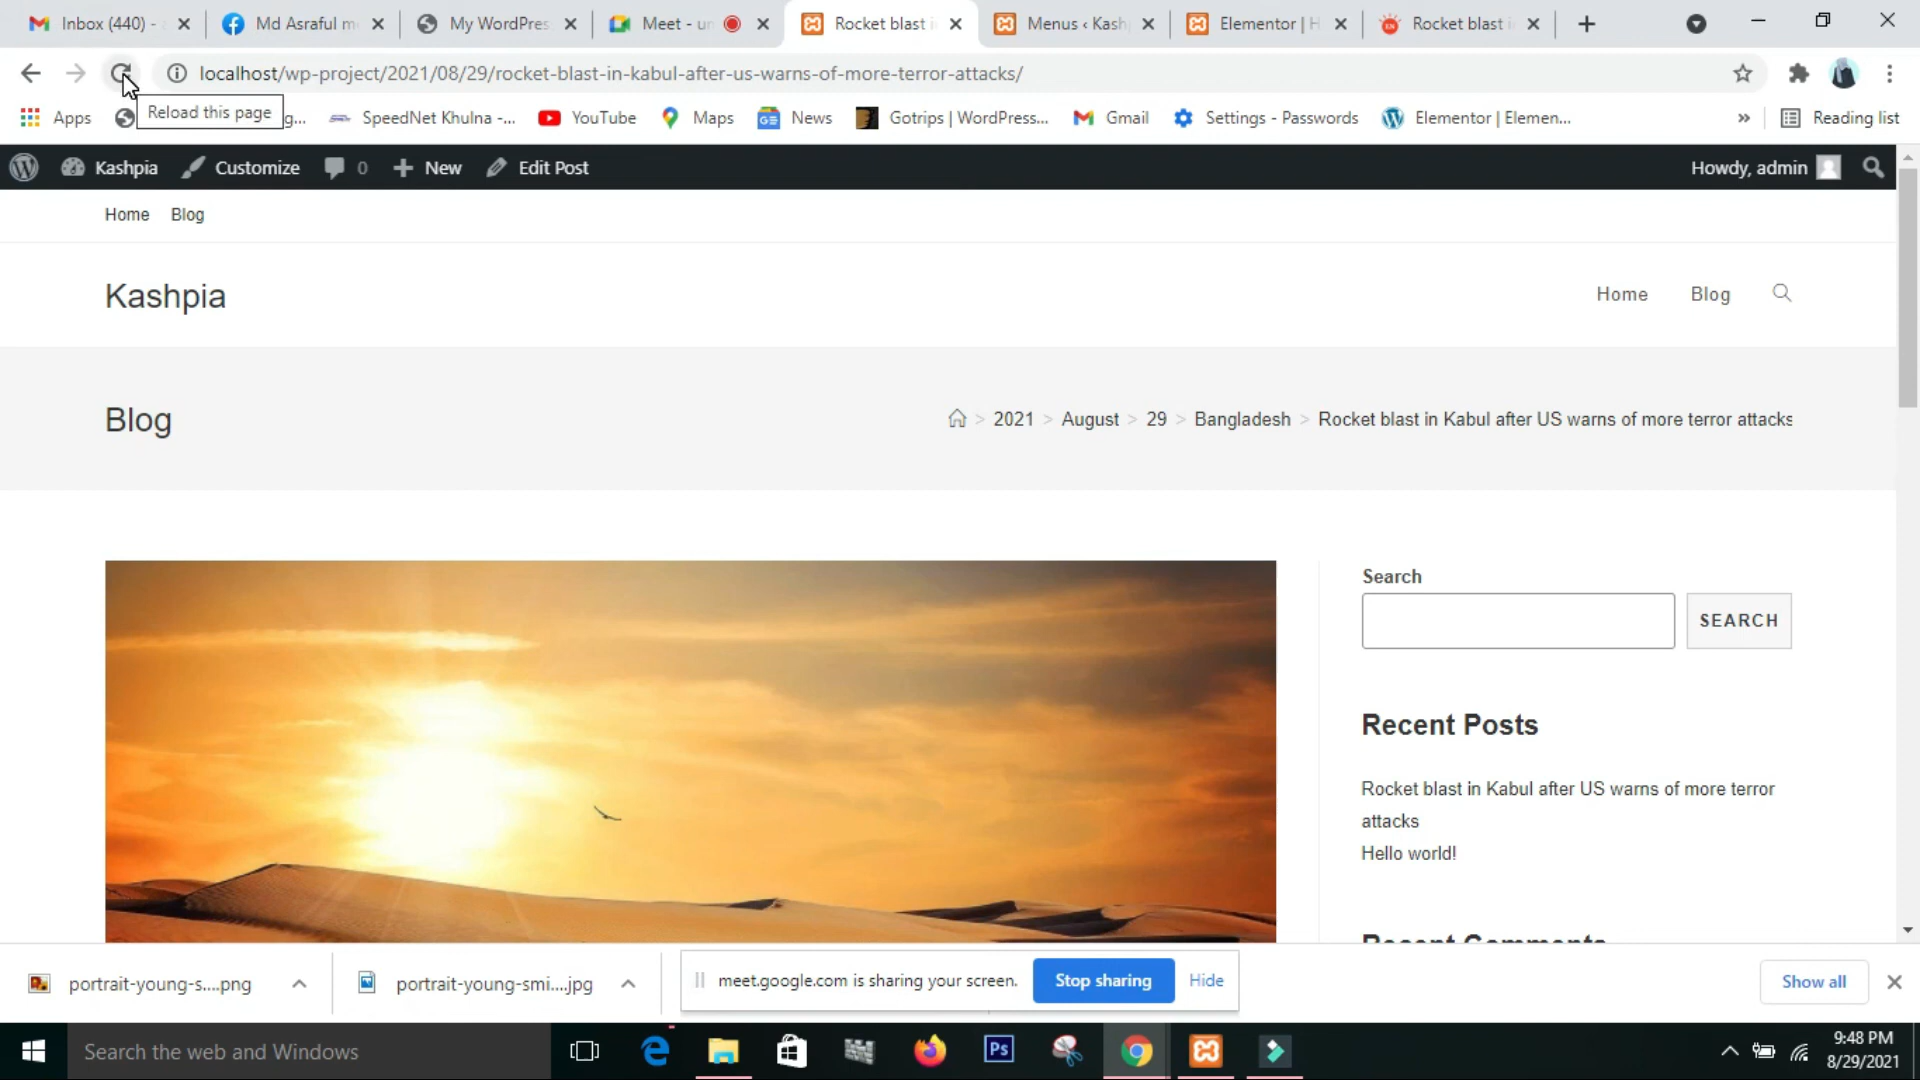 Inbox (440) -
Md Asraful m
My WordPres
Meet - u
Rocket blast i
Menus ‹ Kash
Elementor | H
Rocket blast i
localhost/wp-project/2021/08/29/rocket-blast-in-kabul-after-us-warns-of-more-terror-attacks/
Apps
g...
SpeedNet Khulna -...
YouTube
Maps
News
Gotrips | WordPress...
Gmail
Settings - Passwords
Elementor | Elemen...
»
Reading list
Reload this page
Kashpia
Customize
0
New
Edit Post
Howdy, admin
Home Blog
Kashpia
Home Blog
Blog
> 2021 > August > 29 > Bangladesh > Rocket blast in Kabul after US warns of more terror attacks
Search
SEARCH
Recent Posts
Rocket blast in Kabul after US warns of more terror
attacks
Hello world!
Recent Comments
portrait-young-s....png
portrait-young-smi....jpg
meet.google.com is sharing your screen.
Stop sharing
Hide
Show all
Search the web and Windows
Ps
9:48 PM
8/29/2021